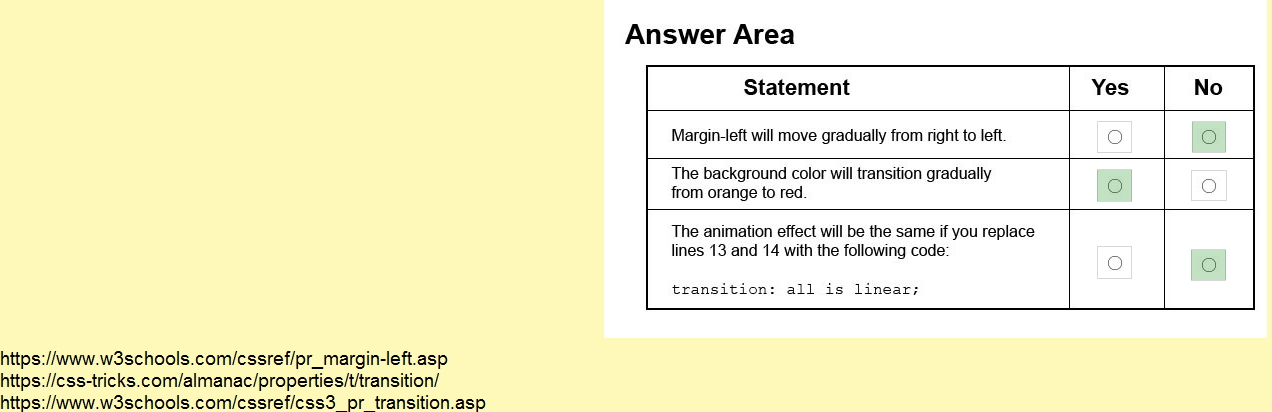 Answer Area
Statement Yes No
Margin-left will move gradually from right to left.
The background color will transition gradually
from orange to red.
The animation effect will be the same if you replace
lines 13 and 14 with the following code:
transition: all is linear;
https://www.w3schools.com/cssref/pr_margin-left.asp
https://css-tricks.com/almanac/properties/t/transition/
https://www.w3schools.com/cssref/css3_pr_transition.asp